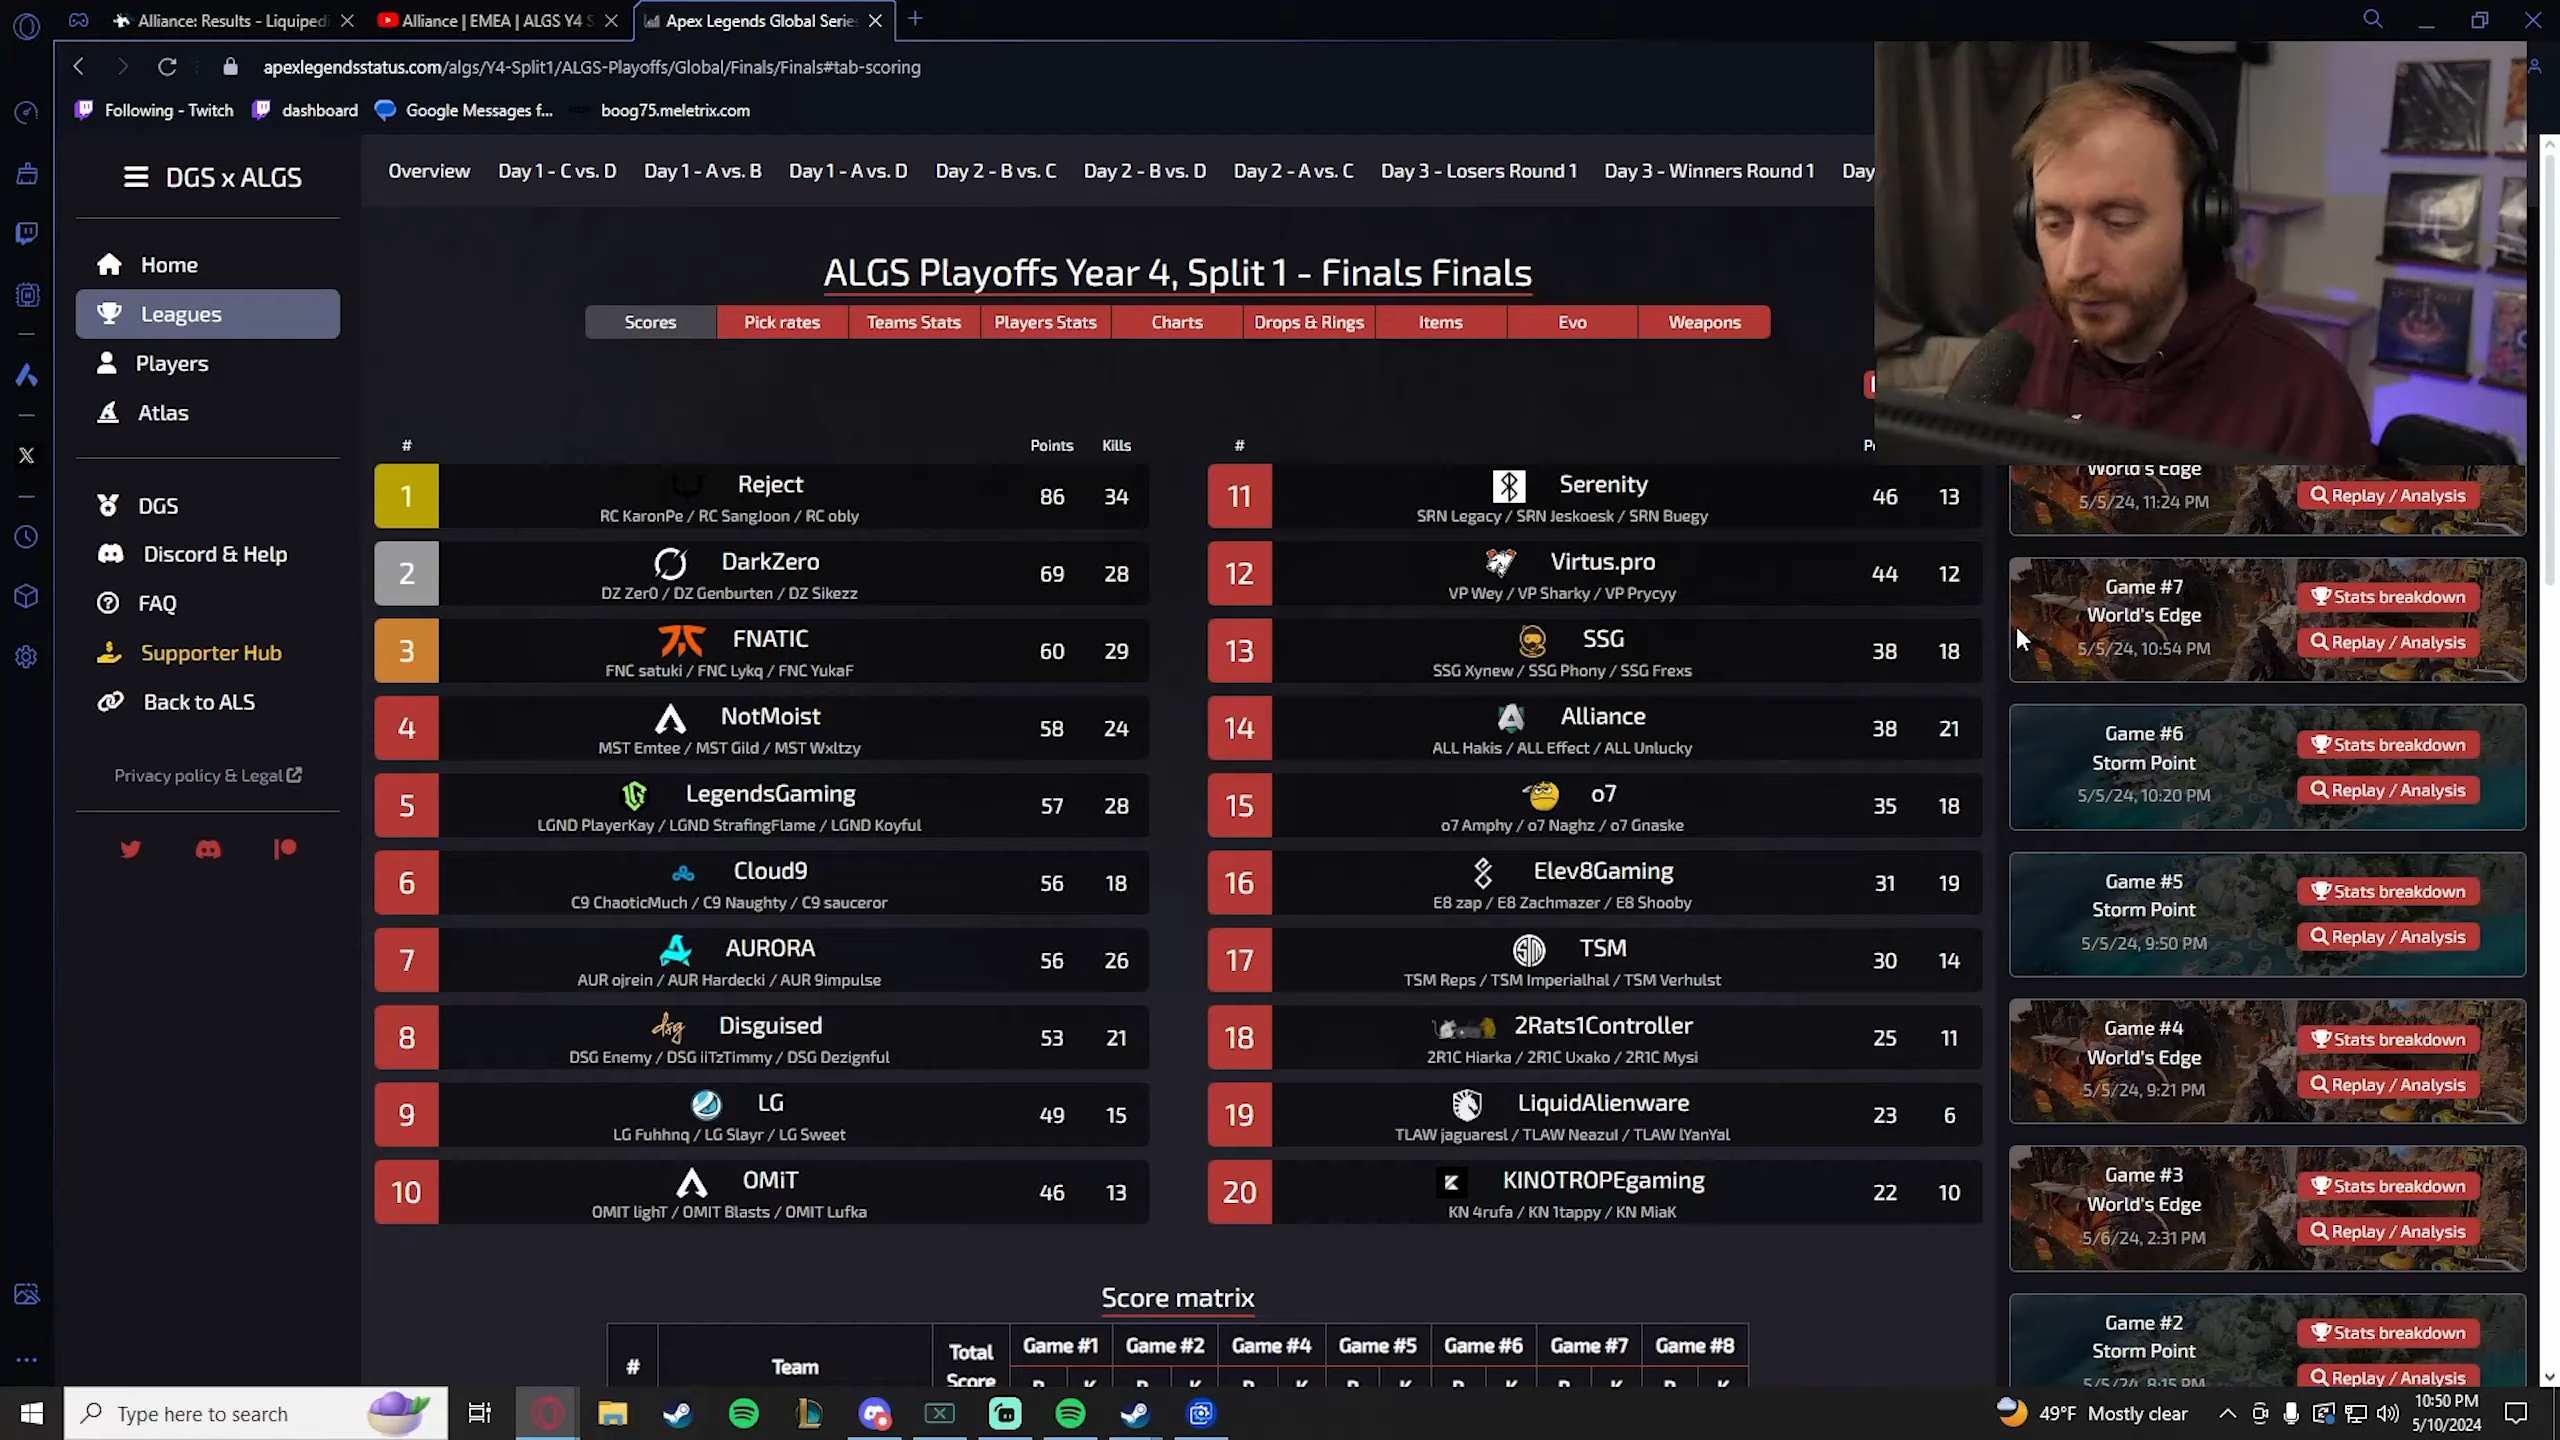 Alliance: Results - Liquiped
Alliance | EMEA | ALGS Y4 S
Apex Legends Global Serie
apexlegendsstatus.com/algs/Y4-Split1/ALGS-Playoffs/Global/Finals/Finals#tab-scoring
Following - Twitch
dashboard
Google Messages f...
boog75.meletrix.com
DGS x ALGS
Home
Leagues
Players
Atlas
DGS
Discord & Help
FAQ
Supporter Hub
Back to ALS
Privacy policy & Legal
Overview
Day 1 - C vs. D
Day 1 - A vs. B
Day 1 - A vs. D
Day 2 - B vs. C
Day 2 - B vs. D
Day 2 - A vs. C
Day 3 - Losers Round 1
Day 3 - Winners Round 1
Day
ALGS Playoffs Year 4, Split 1 - Finals Finals
Scores
Pick rates
Teams Stats
Players Stats
Charts
Drops & Rings
Items
Evo
Weapons
# Points Kills
1 Reject 86 34
RC KaronPe / RC SangJoon / RC obly
2 DarkZero 69 28
DZ Zer0 / DZ Genburten / DZ Sikezz
3 FNATIC 60 29
FNC satuki / FNC Lykq / FNC YukaF
4 NotMoist 58 24
MST Emtee / MST Gild / MST Wxltzy
5 LegendsGaming 57 28
LGND PlayerKay / LGND StrafingFlame / LGND Koyful
6 Cloud9 56 18
C9 ChaoticMuch / C9 Naughty / C9 sauceror
7 AURORA 56 26
AUR ojrein / AUR Hardecki / AUR 9impulse
8 dsg Disguised 53 21
DSG Enemy / DSG iiTzTimmy / DSG Dezignful
9 LG 49 15
LG Fuhhnq / LG Slayr / LG Sweet
10 OMiT 46 13
OMIT lighT / OMIT Blasts / OMIT Lufka
# P
11 Serenity 46 13
SRN Legacy / SRN Jeskoesk / SRN Buegy
12 Virtus.pro 44 12
VP Wey / VP Sharky / VP Prycyy
13 SSG 38 18
SSG Xynew / SSG Phony / SSG Frexs
14 Alliance 38 21
ALL Hakis / ALL Effect / ALL Unlucky
15 o7 35 18
o7 Amphy / o7 Naghz / o7 Gnaske
16 Elev8Gaming 31 19
E8 zap / E8 Zachmazer / E8 Shooby
17 TSM 30 14
TSM Reps / TSM Imperialhal / TSM Verhulst
18 2Rats1Controller 25 11
2R1C Hiarka / 2R1C Uxako / 2R1C Mysi
19 LiquidAlienware 23 6
TLAW jaguaresl / TLAW Neazul / TLAW lYanYal
20 KINOTROPEgaming 22 10
KN 4rufa / KN 1tappy / KN MiaK
World's Edge
5/5/24, 11:24 PM
Replay / Analysis
Game #7
World's Edge
5/5/24, 10:54 PM
Stats breakdown
Replay / Analysis
Game #6
Storm Point
5/5/24, 10:20 PM
Stats breakdown
Replay / Analysis
Game #5
Storm Point
5/5/24, 9:50 PM
Stats breakdown
Replay / Analysis
Game #4
World's Edge
5/5/24, 9:21 PM
Stats breakdown
Replay / Analysis
Game #3
World's Edge
5/6/24, 2:31 PM
Stats breakdown
Replay / Analysis
Game #2
Storm Point
5/5/24, 8:15 PM
Stats breakdown
Replay / Analysis
Score matrix
# Team Total Score Game #1 Game #2 Game #4 Game #5 Game #6 Game #7 Game #8
Type here to search
49°F Mostly clear
10:50 PM
5/10/2024